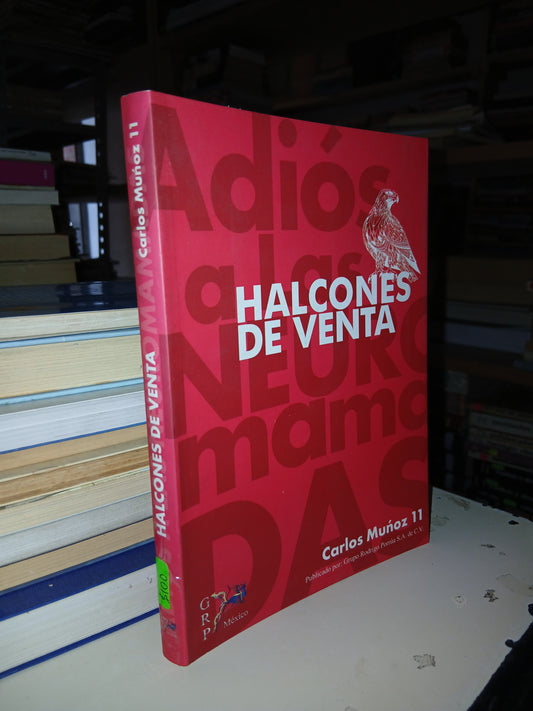 Adiós
a las
NEURO
mama
DAS
HALCONES
DE VENTA
Carlos Muñoz 11
Publicado por: Grupo Rodrigo Porrúa S.A. de C.V.
Carlos Muñoz 11
HALCONES DE VENTA
$100
GRP
México